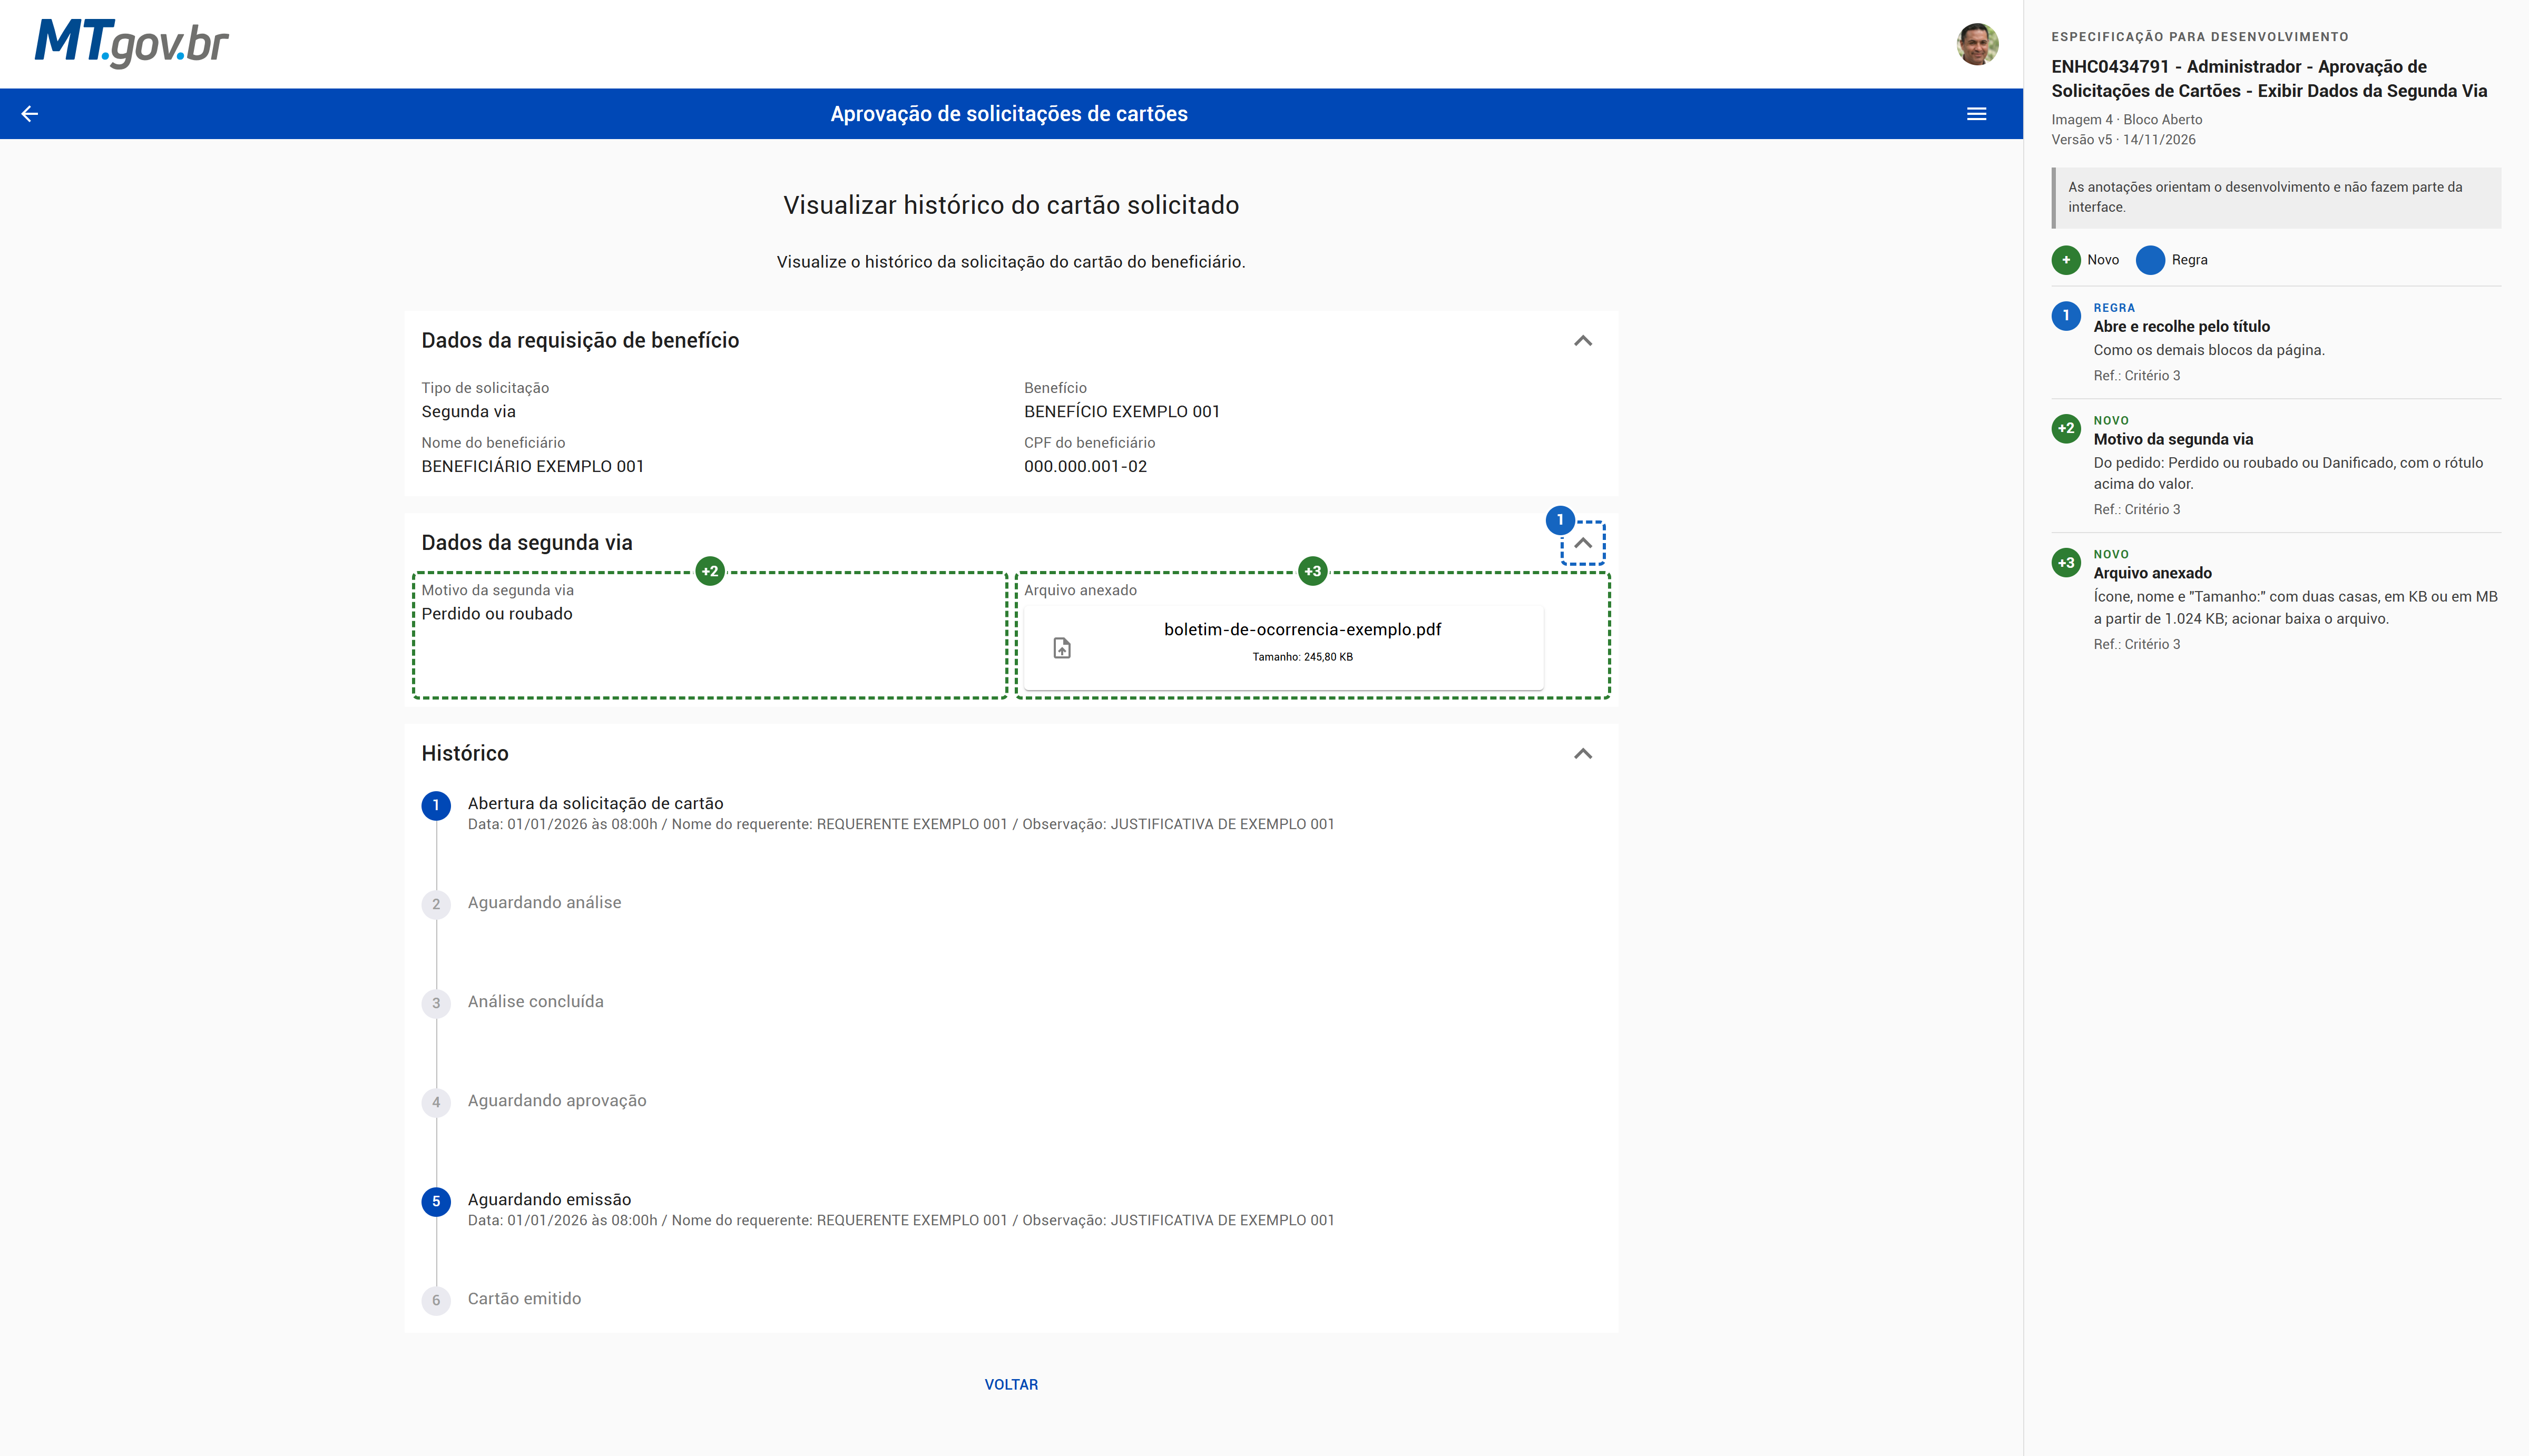 MT.gov.br
Aprovação de solicitações de cartões
Visualizar histórico do cartão solicitado
Visualize o histórico da solicitação do cartão do beneficiário.
Dados da requisição de benefício
Tipo de solicitação
Segunda via
Benefício
BENEFÍCIO EXEMPLO 001
Nome do beneficiário
BENEFICIÁRIO EXEMPLO 001
CPF do beneficiário
000.000.001-02
Dados da segunda via
1
+2
Motivo da segunda via
Perdido ou roubado
+3
Arquivo anexado
boletim-de-ocorrencia-exemplo.pdf
Tamanho: 245,80 KB
Histórico
1
Abertura da solicitação de cartão
Data: 01/01/2026 às 08:00h / Nome do requerente: REQUERENTE EXEMPLO 001 / Observação: JUSTIFICATIVA DE EXEMPLO 001
2
Aguardando análise
3
Análise concluída
4
Aguardando aprovação
5
Aguardando emissão
Data: 01/01/2026 às 08:00h / Nome do requerente: REQUERENTE EXEMPLO 001 / Observação: JUSTIFICATIVA DE EXEMPLO 001
6
Cartão emitido
VOLTAR
ESPECIFICAÇÃO PARA DESENVOLVIMENTO
ENHC0434791 - Administrador - Aprovação de
Solicitações de Cartões - Exibir Dados da Segunda Via
Imagem 4 · Bloco Aberto
Versão v5 · 14/11/2026
As anotações orientam o desenvolvimento e não fazem parte da
interface.
+ Novo
Regra
1
REGRA
Abre e recolhe pelo título
Como os demais blocos da página.
Ref.: Critério 3
+2
NOVO
Motivo da segunda via
Do pedido: Perdido ou roubado ou Danificado, com o rótulo
acima do valor.
Ref.: Critério 3
+3
NOVO
Arquivo anexado
Ícone, nome e "Tamanho:" com duas casas, em KB ou em MB
a partir de 1.024 KB; acionar baixa o arquivo.
Ref.: Critério 3